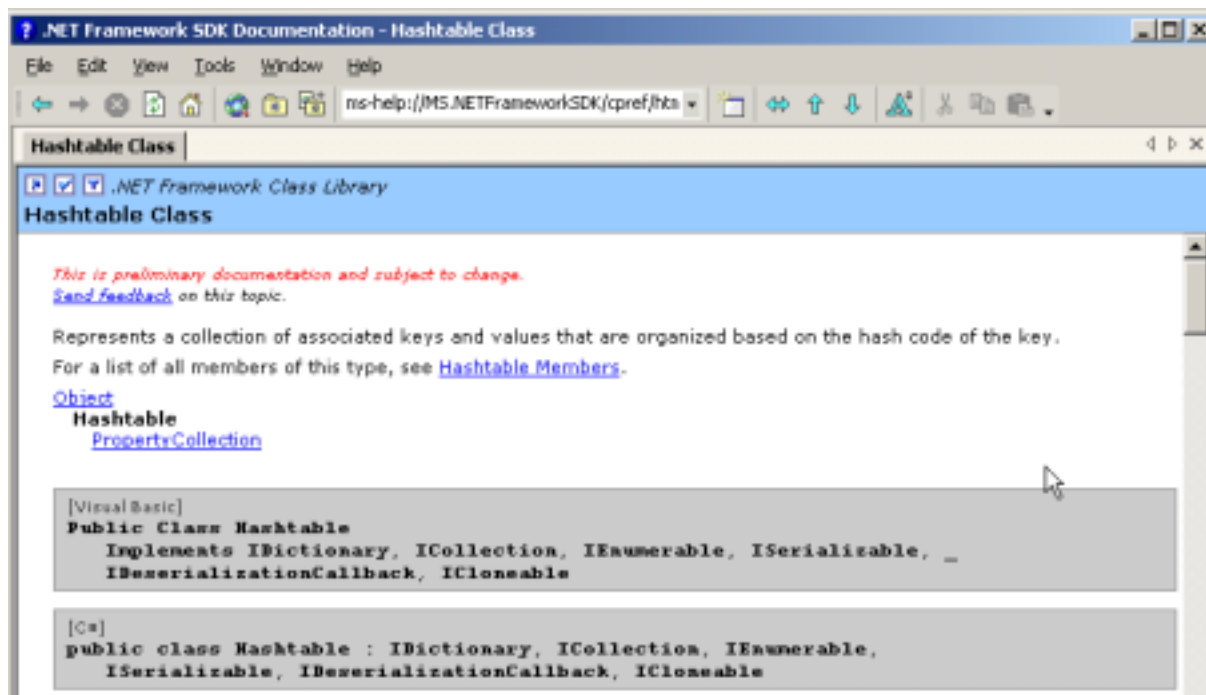 .NET Framework SDK Documentation - Hashtable Class
File Edit View Tools Window Help
ms-help://MS.NETFrameworkSDK/cpref/htm
Hashtable Class
.NET Framework Class Library
Hashtable Class
This is preliminary documentation and subject to change.
Send feedback on this topic.
Represents a collection of associated keys and values that are organized based on the hash code of the key.
For a list of all members of this type, see Hashtable Members.
Object
Hashtable
PropertyCollection
[Visual Basic]
Public Class Hashtable
Implements IDictionary, ICollection, IEnumerable, ISerializable, _
IDeserializationCallback, ICloneable
[C#]
public class Hashtable : IDictionary, ICollection, IEnumerable,
ISerializable, IDeserializationCallback, ICloneable